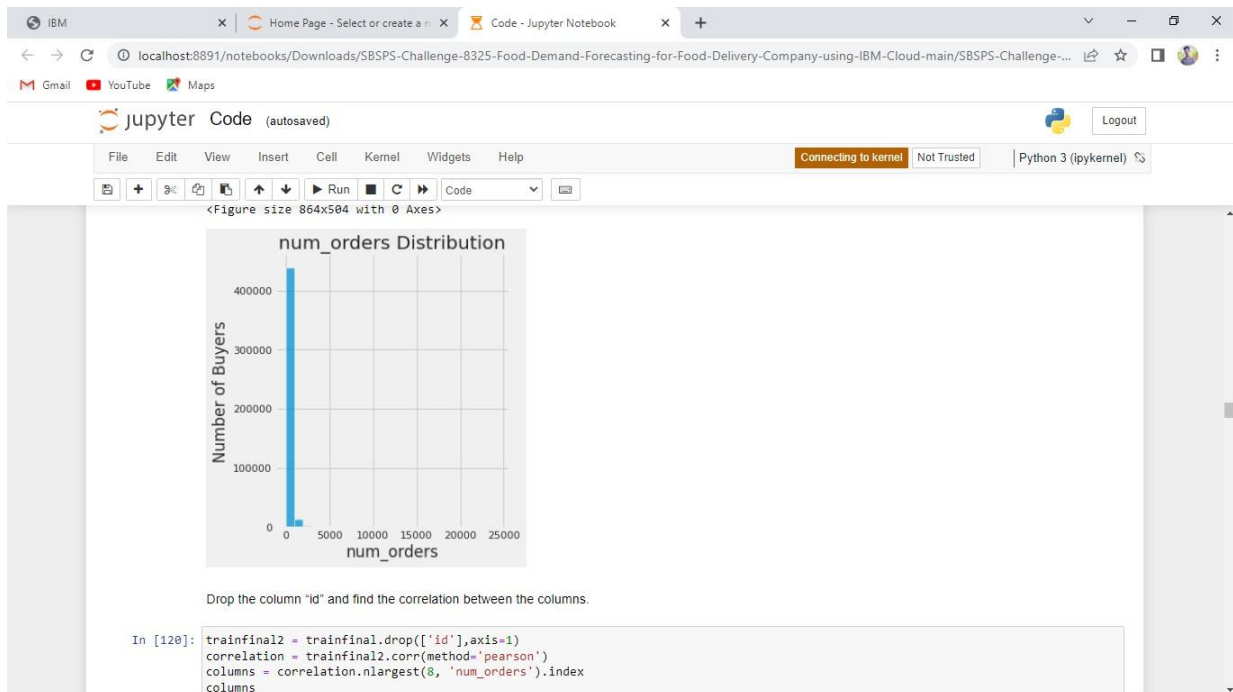 IBM
Home Page - Select or create a n
Code - Jupyter Notebook
localhost:8891/notebooks/Downloads/SBSPS-Challenge-8325-Food-Demand-Forecasting-for-Food-Delivery-Company-using-IBM-Cloud-main/SBSPS-Challenge-...
Gmail YouTube Maps
jupyter Code (autosaved)
Logout
File Edit View Insert Cell Kernel Widgets Help
Connecting to kernel Not Trusted Python 3 (ipykernel)
Run Code
<Figure size 864x504 with 0 Axes>
num_orders Distribution
Number of Buyers
400000
300000
200000
100000
0
0 5000 10000 15000 20000 25000
num_orders
Drop the column “id” and find the correlation between the columns.
In [120]: trainfinal2 = trainfinal.drop(['id'],axis=1)
correlation = trainfinal2.corr(method='pearson')
columns = correlation.nlargest(8, 'num_orders').index
columns